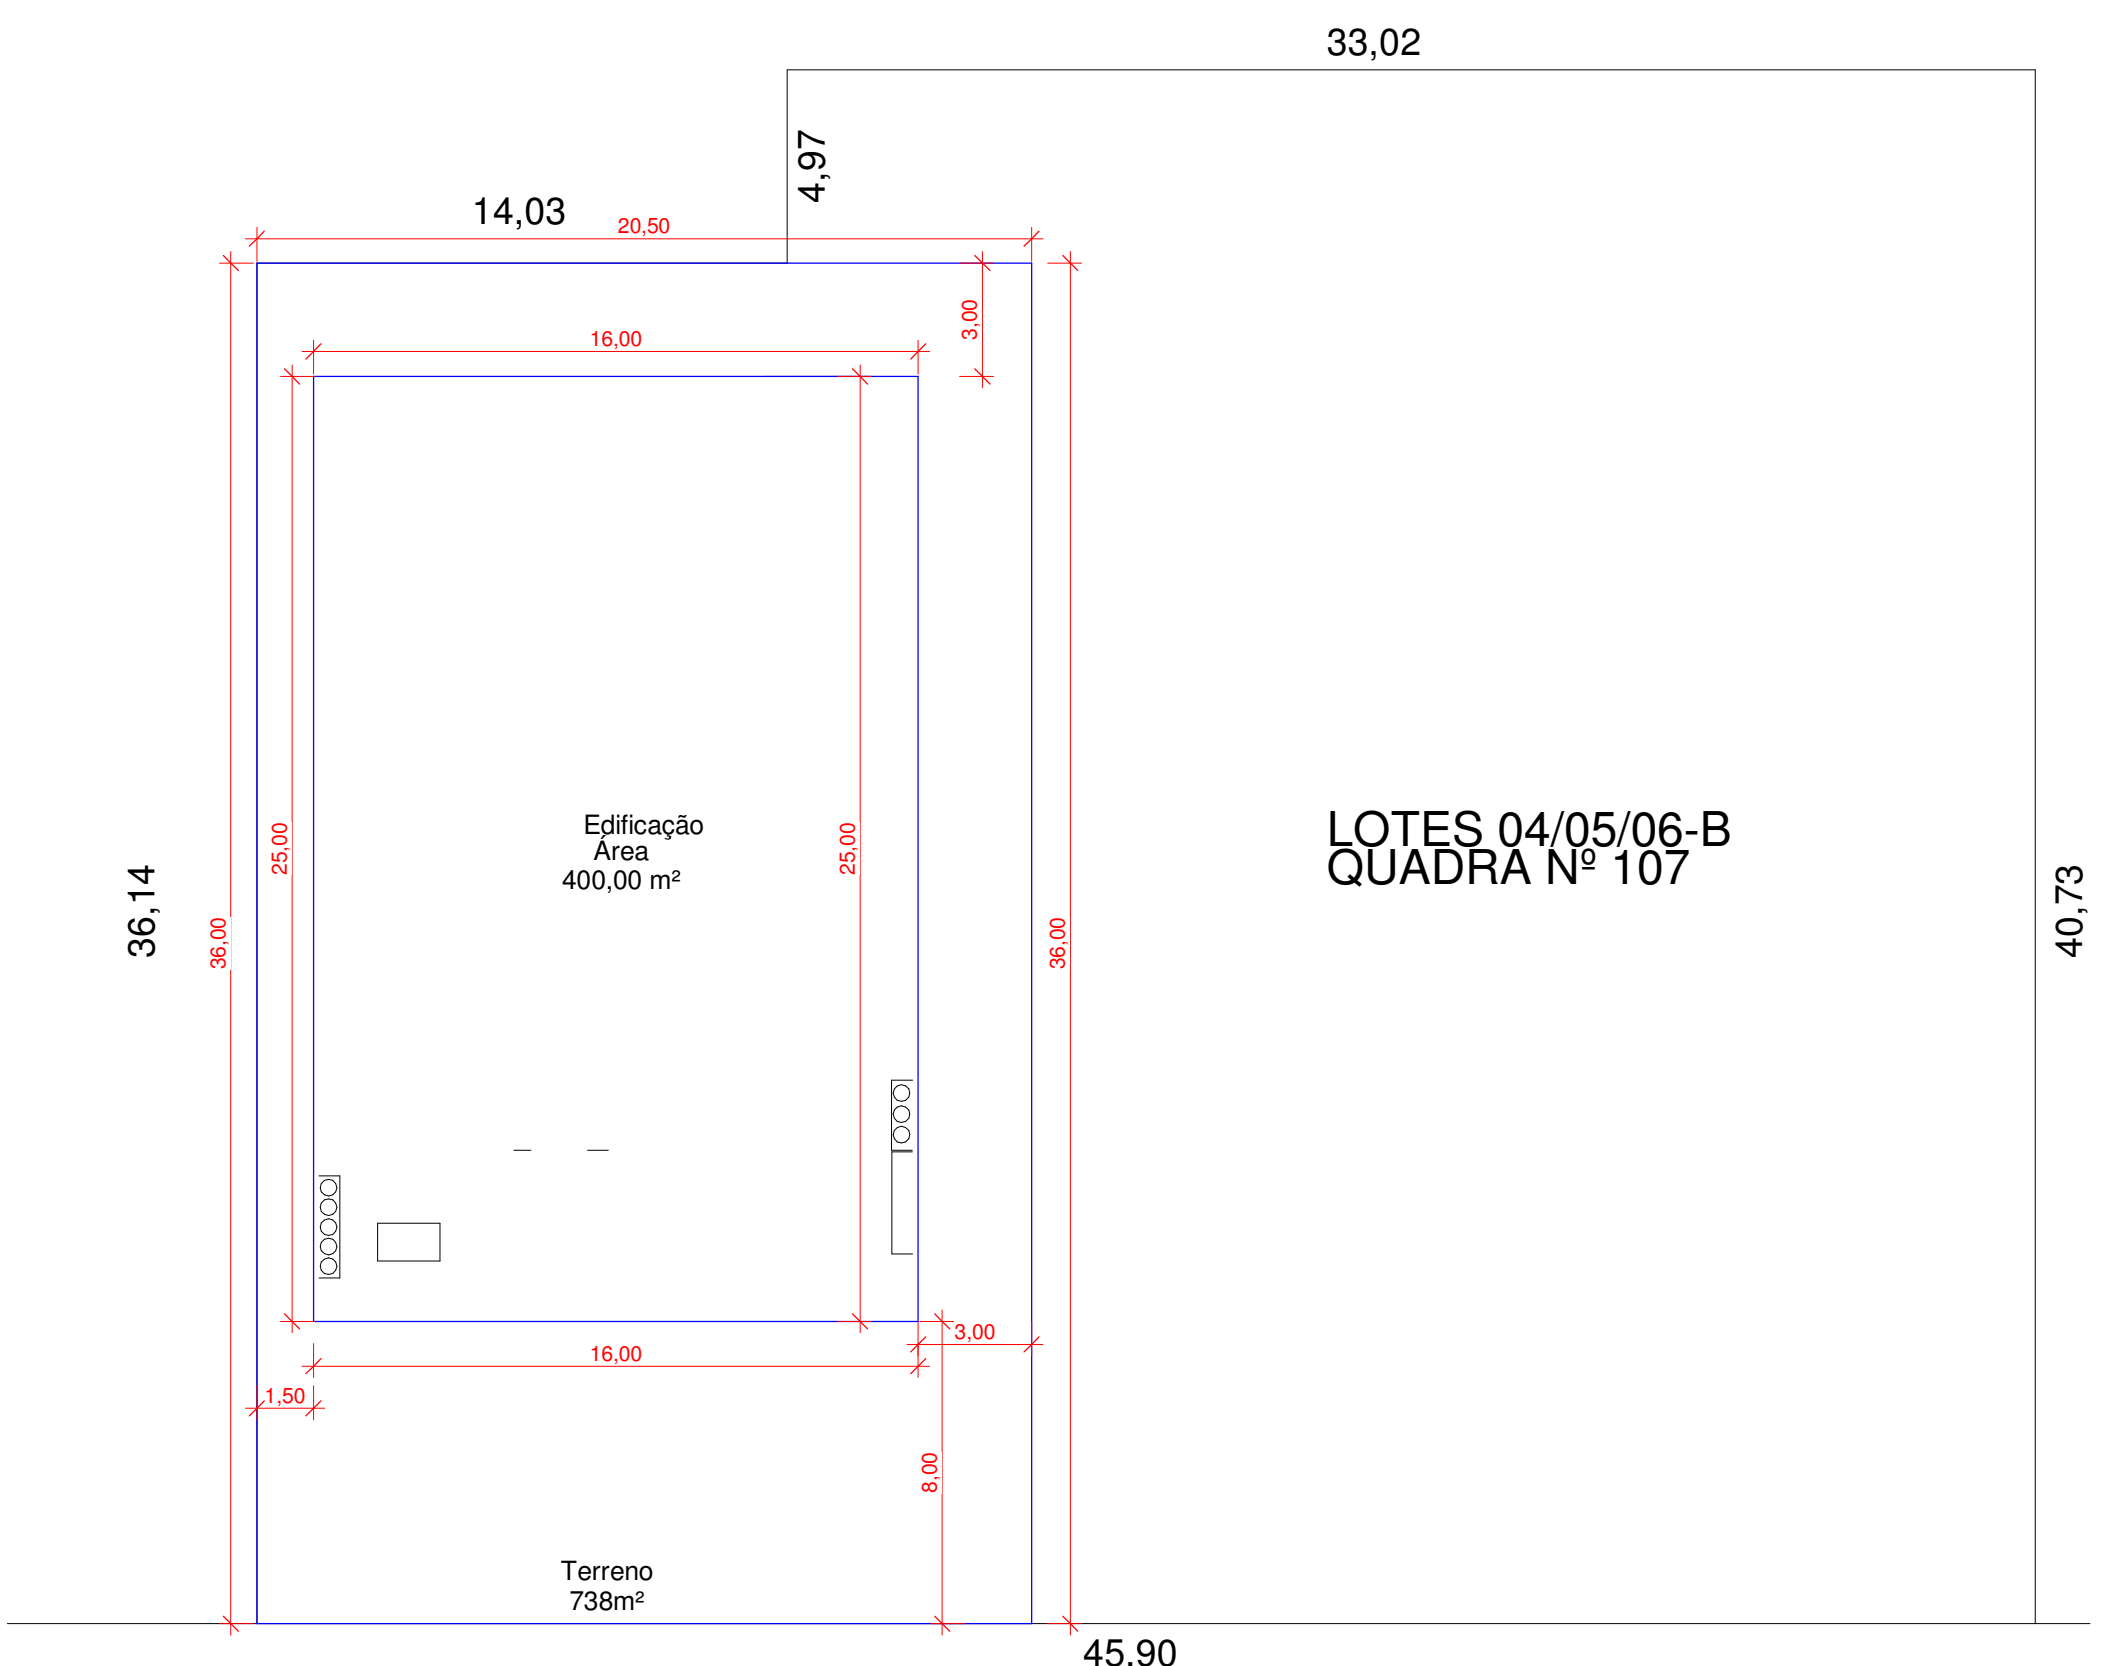 33,02
4,97
14,03
20,50
3,00
16,00
Edificação
Área
400,00 m²
25,00
25,00
LOTES 04/05/06-B
QUADRA Nº 107
36,14
36,00
36,00
40,73
3,00
16,00
1,50
8,00
Terreno
738m²
45,90